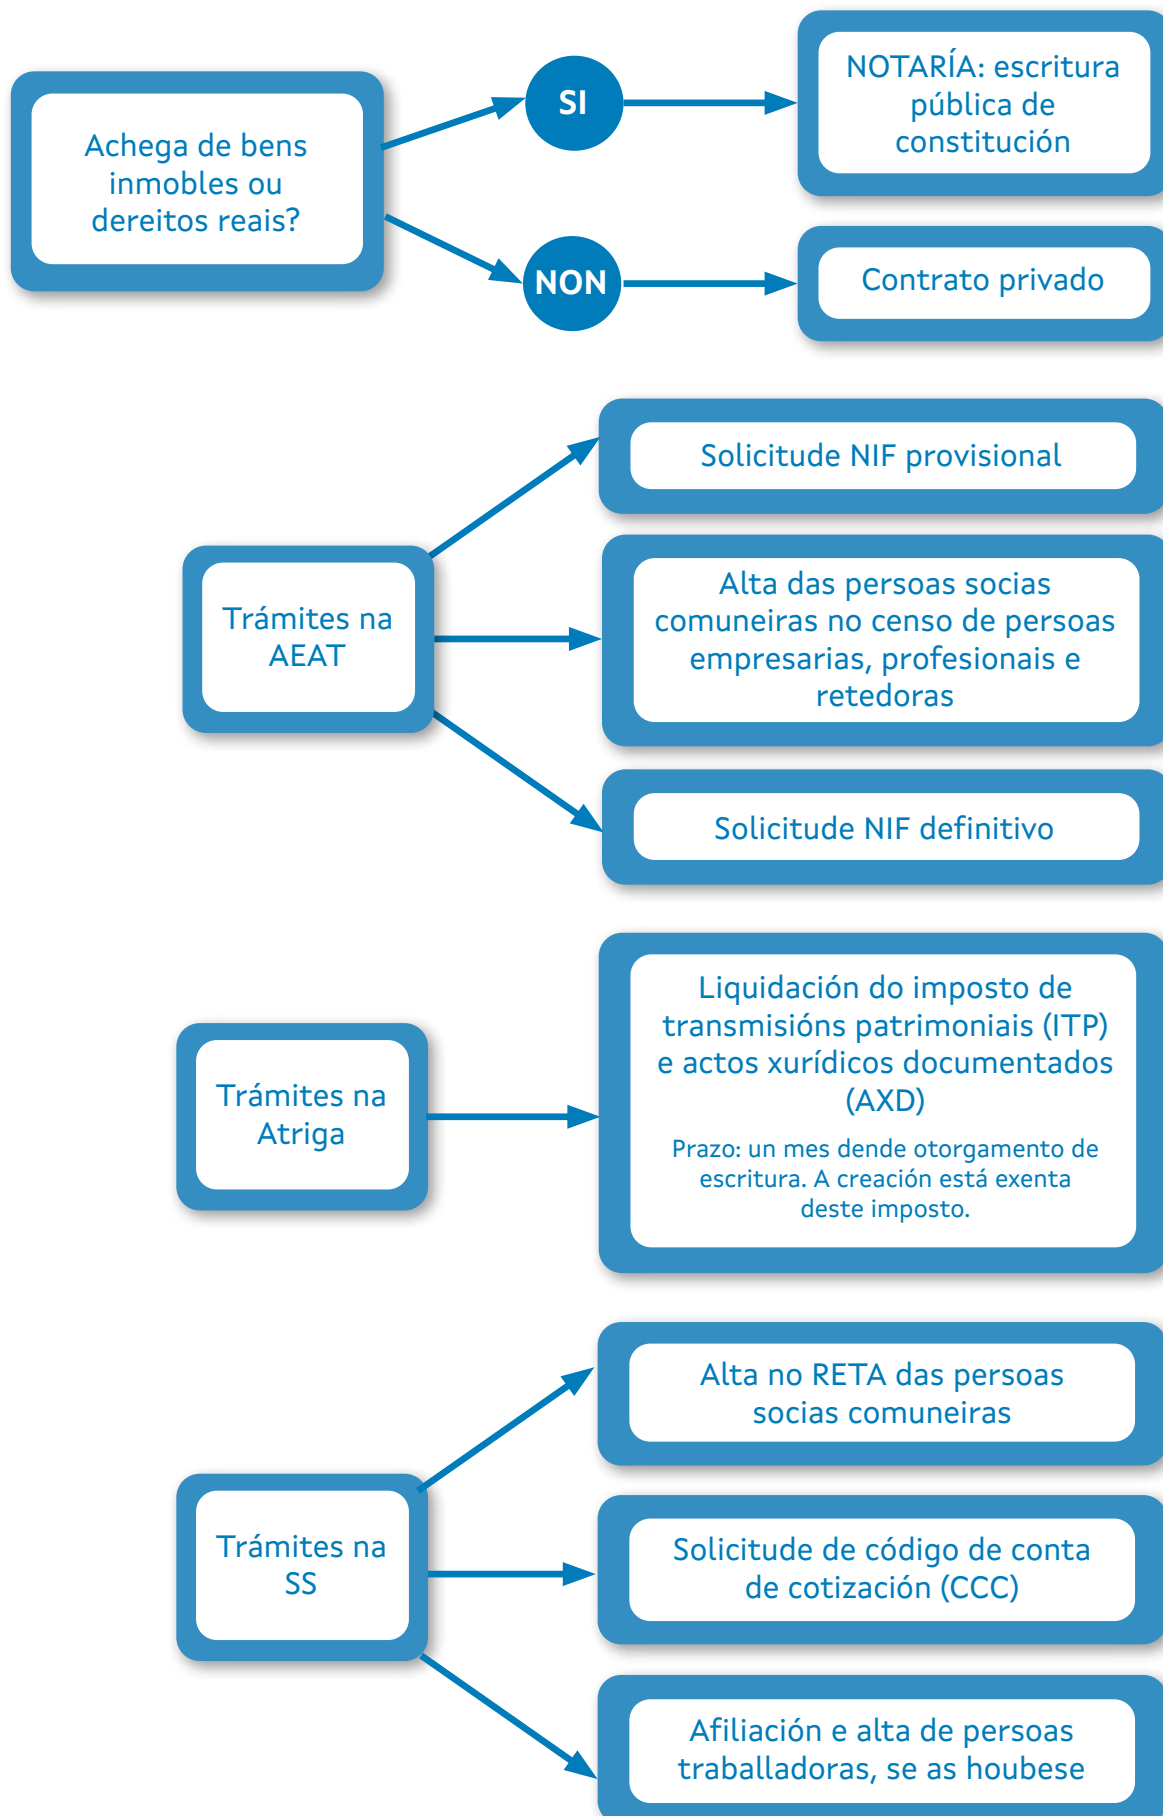 Achega de bens
inmobles ou
dereitos reais?
SI
NOTARÍA: escritura
pública de
constitución
NON
Contrato privado
Trámites na
AEAT
Solicitude NIF provisional
Alta das persoas socias
comuneiras no censo de persoas
empresarias, profesionais e
retedoras
Solicitude NIF definitivo
Trámites na
Atriga
Liquidación do imposto de
transmisións patrimoniais (ITP)
e actos xurídicos documentados
(AXD)
Prazo: un mes dende otorgamento de
escritura. A creación está exenta
deste imposto.
Trámites na
SS
Alta no RETA das persoas
socias comuneiras
Solicitude de código de conta
de cotización (CCC)
Afiliación e alta de persoas
traballadoras, se as houbese